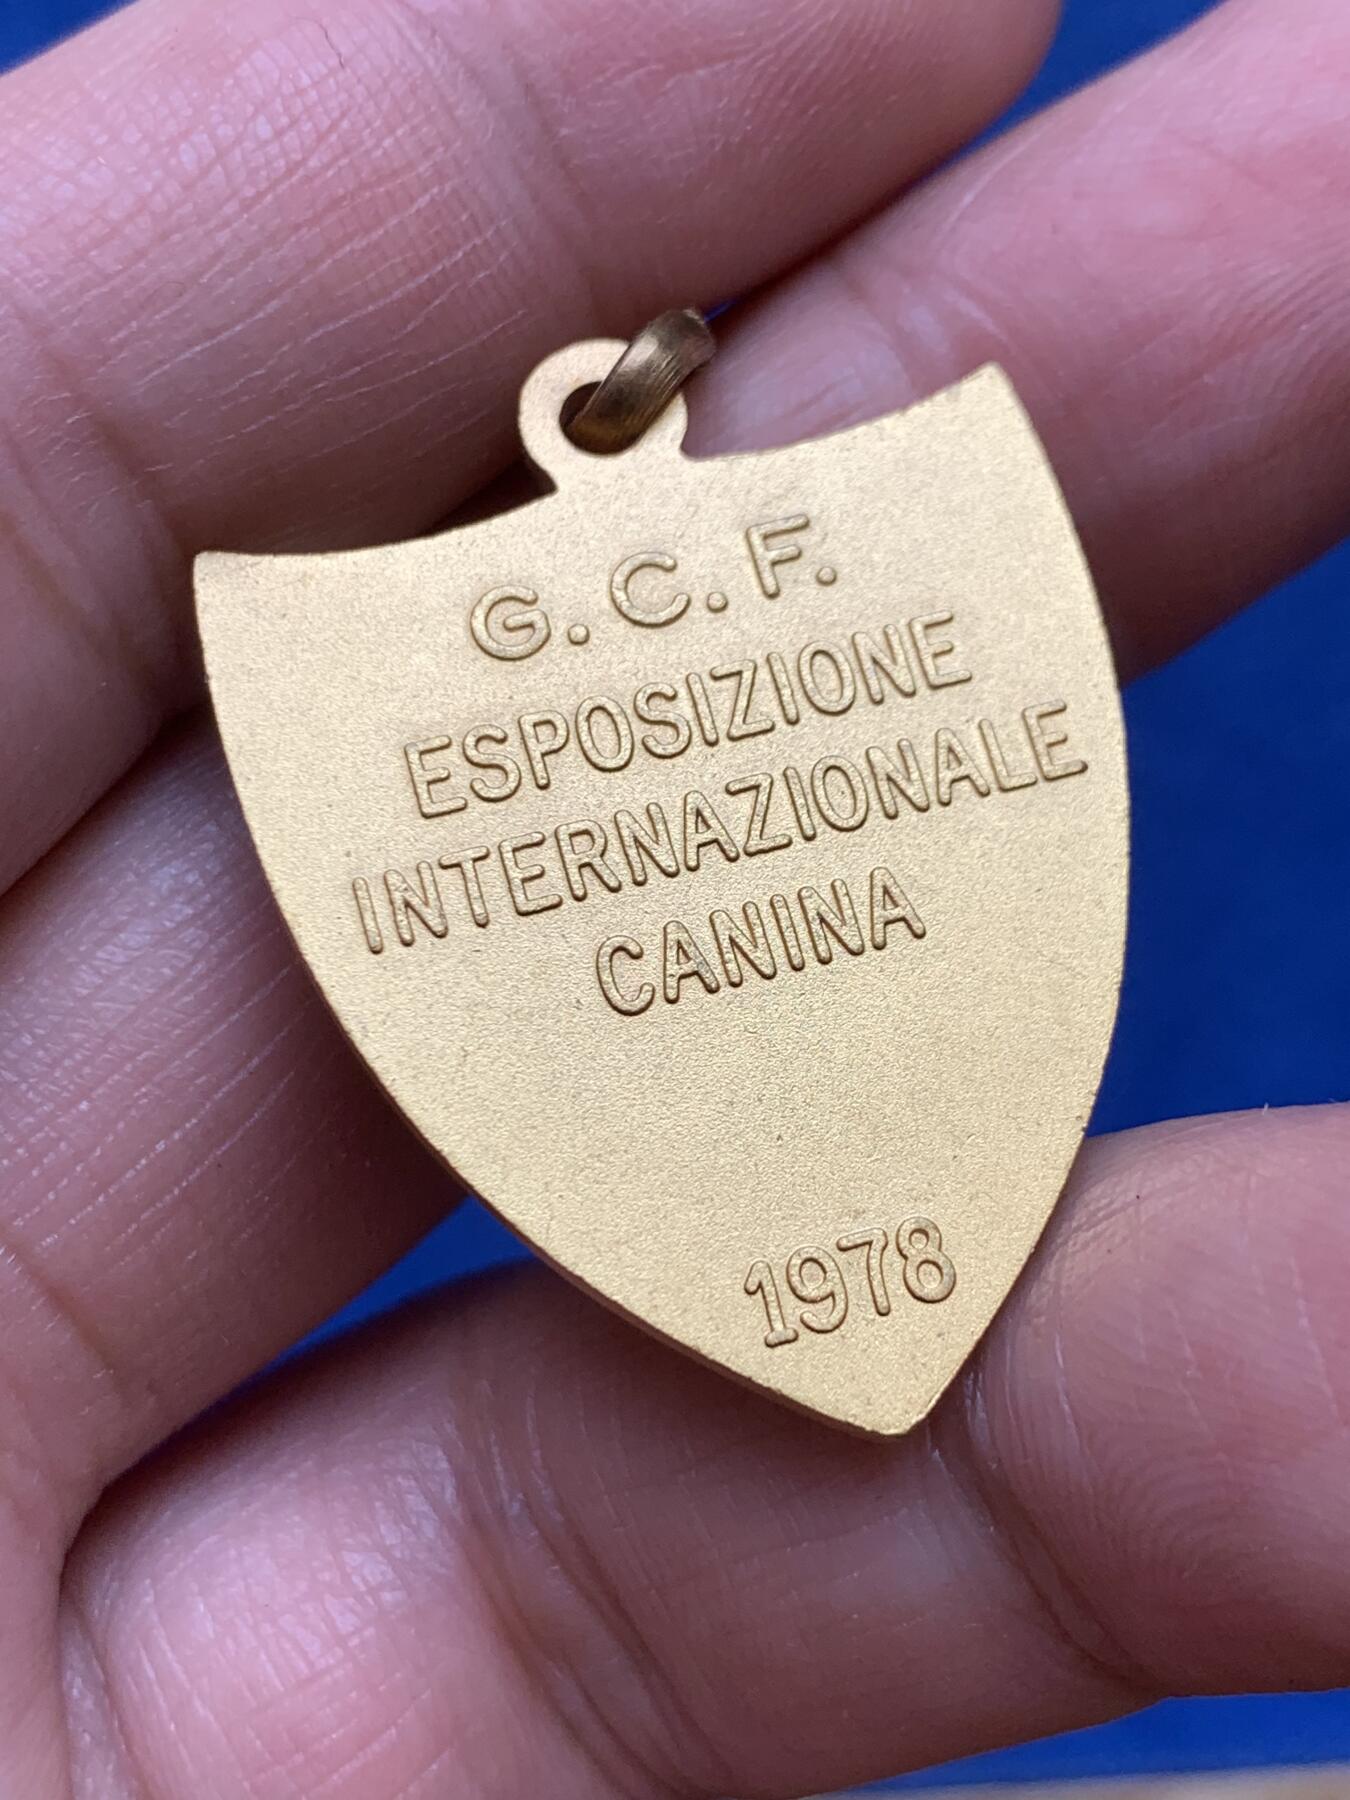 G. C. F.
ESPOSIZIONE
INTERNAZIONALE
CANINA
1978